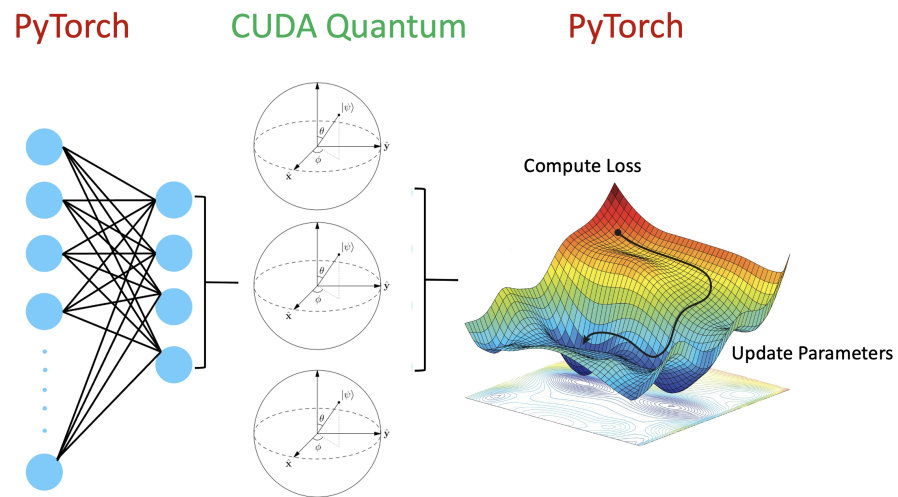 PyTorch
CUDA Quantum
PyTorch
|ψ⟩
θ
ŷ
ϕ
x̂
|ψ⟩
θ
ŷ
ϕ
x̂
|ψ⟩
θ
ŷ
ϕ
x̂
Compute Loss
Update Parameters